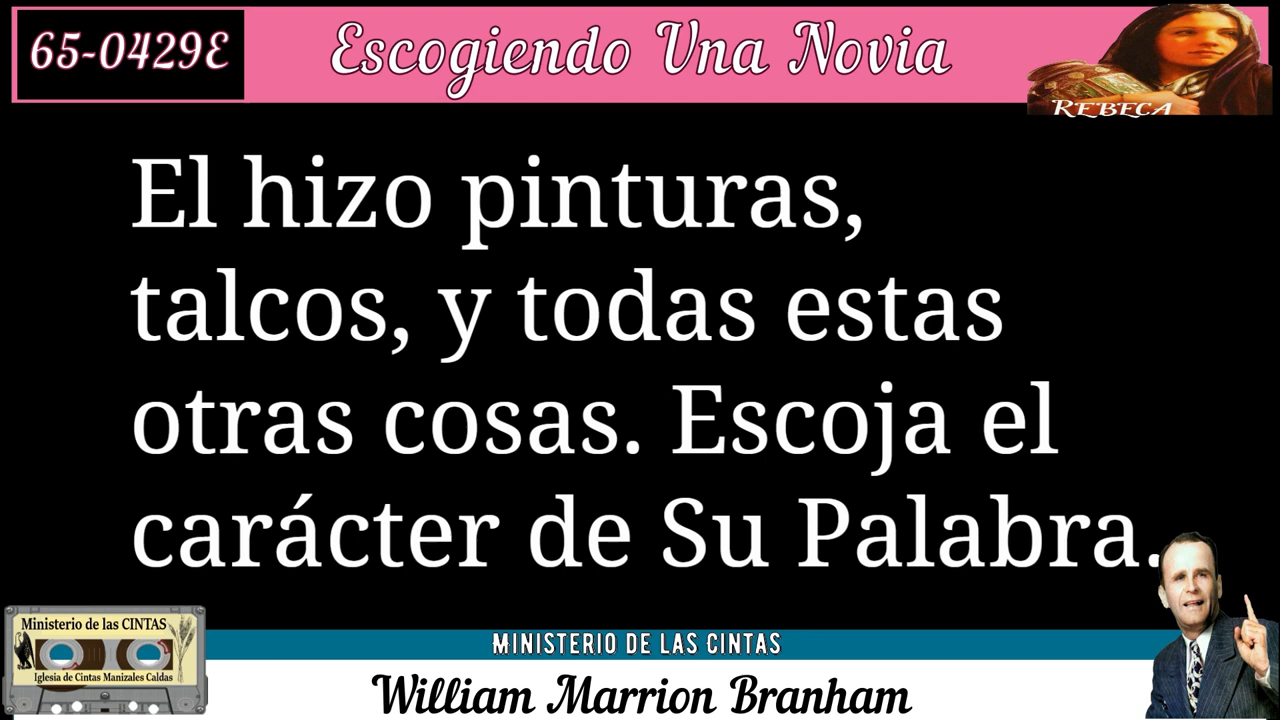 65-0429E
Escogiendo Una Novia
REBECA
El hizo pinturas,
talcos, y todas estas
otras cosas. Escoja el
carácter de Su Palabra.
Ministerio de las CINTAS
Iglesia de Cintas Manizales Caldas
MINISTERIO DE LAS CINTAS
William Marrion Branham